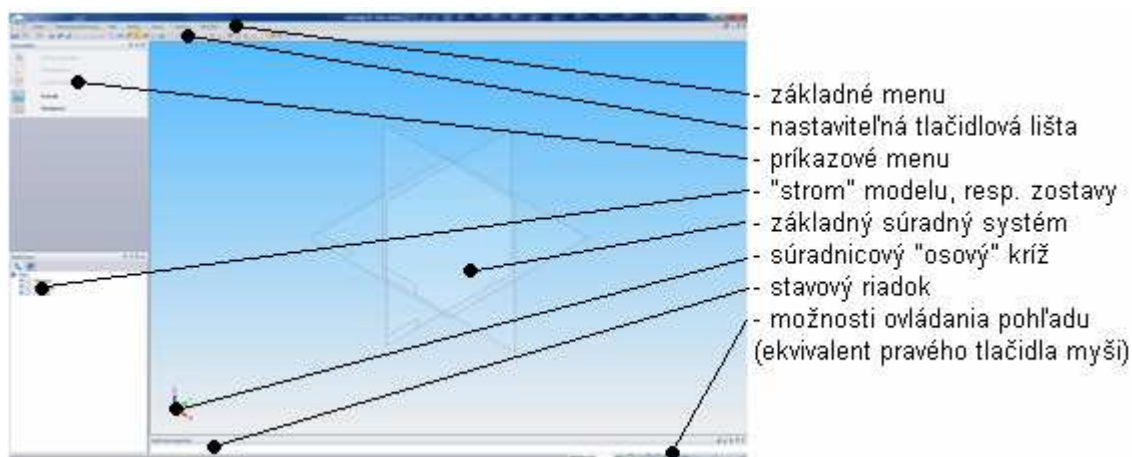 - základné menu
- nastaviteľná tlačidlová lišta
- príkazové menu
- "strom" modelu, resp. zostavy
- základný súradný systém
- súradnicový "osový" kríž
- stavový riadok
- možnosti ovládania pohľadu
(ekvivalent pravého tlačidla myši)